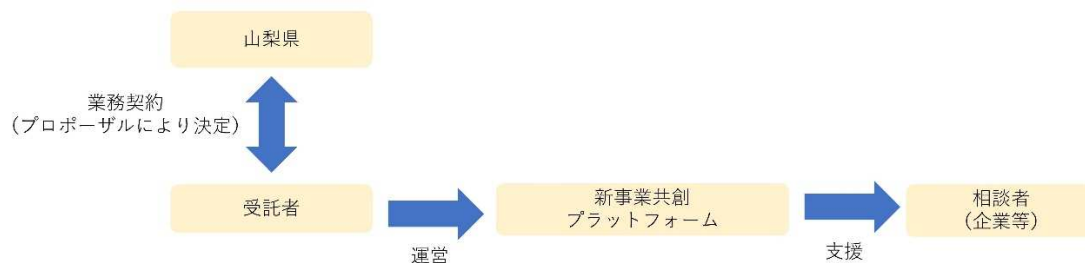 山梨県
業務契約
(プロポーザルにより決定)
受託者
運営
新事業共創
プラットフォーム
支援
相談者
(企業等)